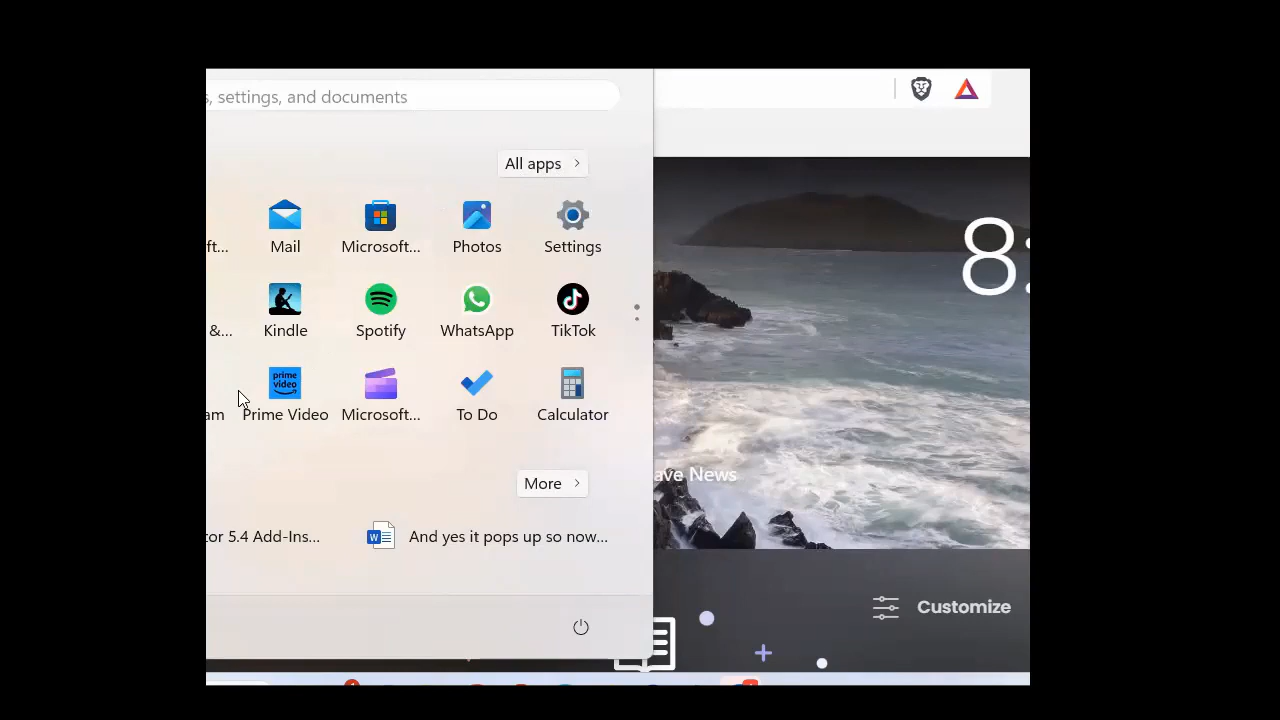 s, settings, and documents
All apps
ft... Mail Microsoft... Photos Settings
&... Kindle Spotify WhatsApp TikTok
prime video
am Prime Video Microsoft... To Do Calculator
8:
ave News
More
tor 5.4 Add-Ins... And yes it pops up so now...
Customize